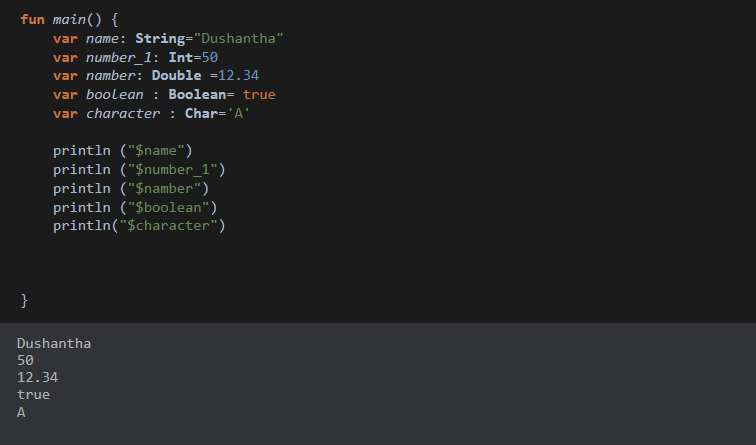 fun main() {
    var name: String="Dushantha"
    var number_1: Int=50
    var namber: Double =12.34
    var boolean : Boolean= true
    var character : Char='A'
    println ("$name")
    println ("$number_1")
    println ("$namber")
    println ("$boolean")
    println("$character")
}
Dushantha
50
12.34
true
A